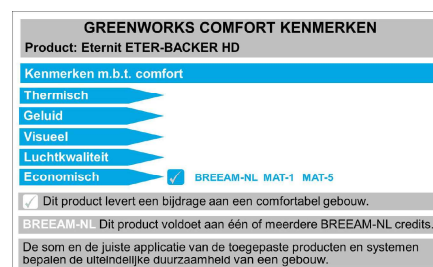 GREENWORKS COMFORT KENMERKEN
Product: Eternit ETER-BACKER HD
Kenmerken m.b.t. comfort
Thermisch
Geluid
Visueel
Luchtkwaliteit
Economisch BREEAM-NL MAT-1 MAT-5
Dit product levert een bijdrage aan een comfortabel gebouw.
BREEAM-NL Dit product voldoet aan één of meerdere BREEAM-NL credits.
De som en de juiste applicatie van de toegepaste producten en systemen
bepalen de uiteindelijke duurzaamheid van een gebouw.